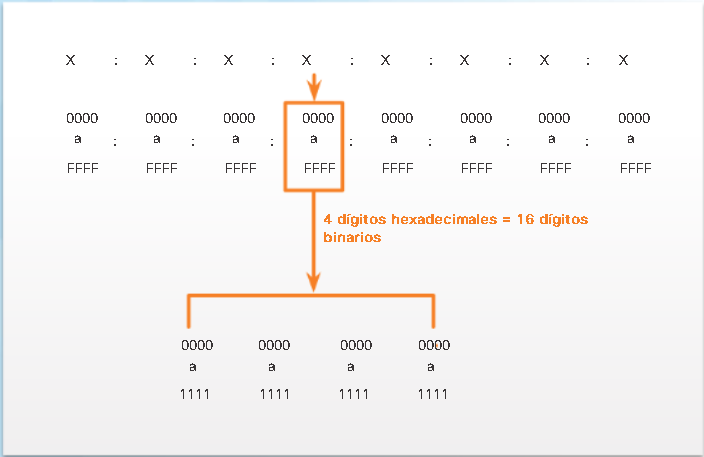 X : X : X : X : X : X : X : X
0000 0000 0000 0000 0000 0000 0000 0000
a : a : a : a : a : a : a : a
FFFF FFFF FFFF FFFF FFFF FFFF FFFF FFFF
4 dígitos hexadecimales = 16 dígitos
binarios
0000 0000 0000 0000
a a a a
1111 1111 1111 1111